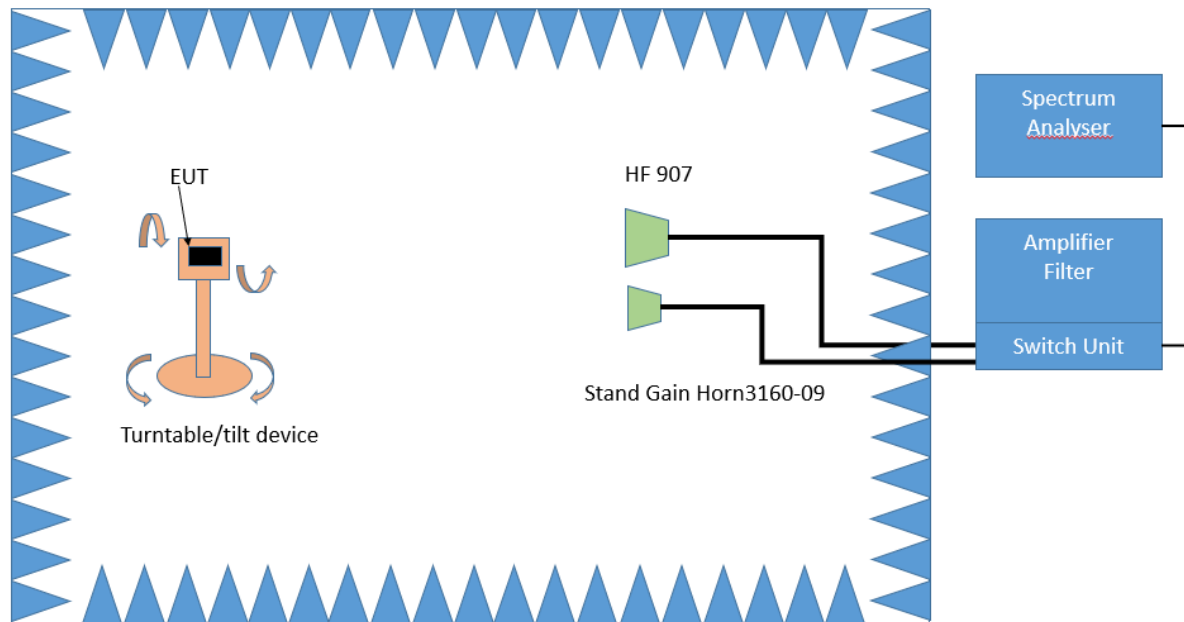 Spectrum
Analyser
EUT
HF 907
Amplifier
Filter
Switch Unit
Stand Gain Horn3160-09
Turntable/tilt device